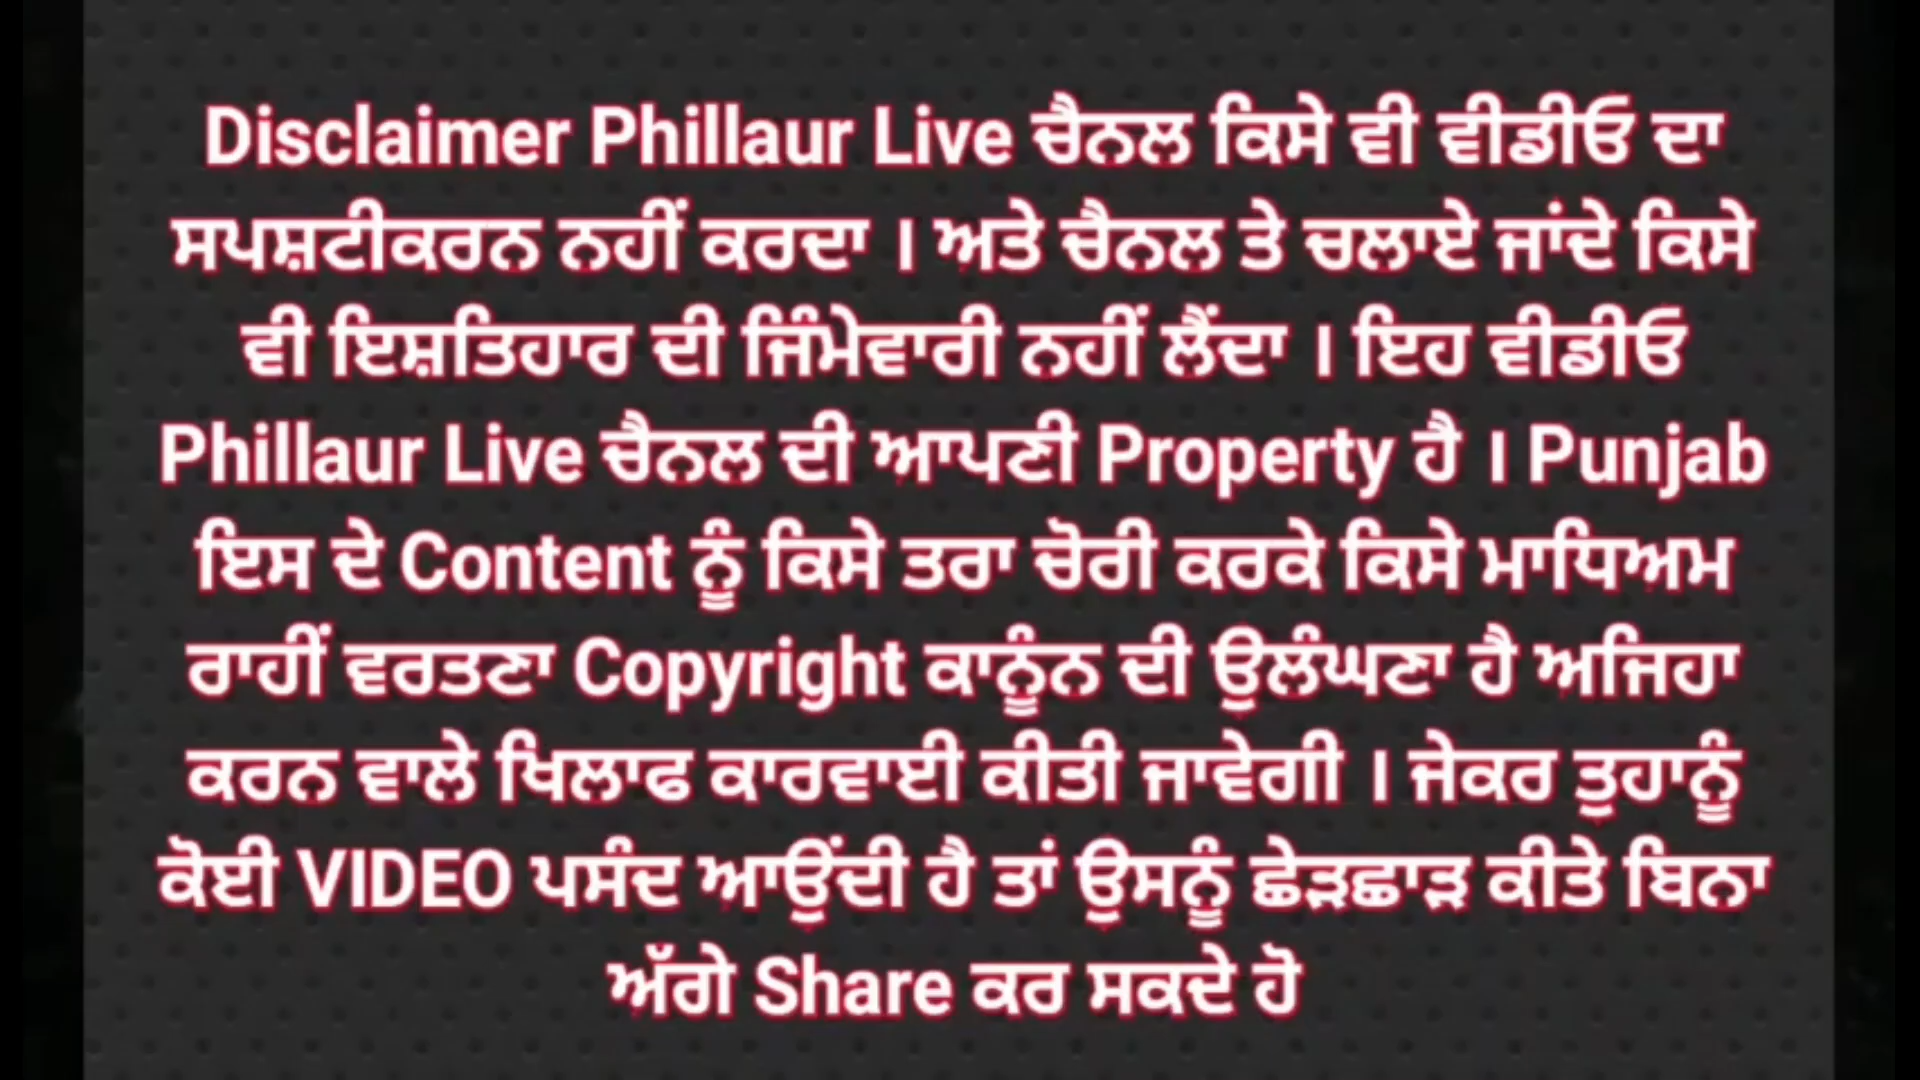 Disclaimer Phillaur Live ਚੈਨਲ ਕਿਸੇ ਵੀ ਵੀਡੀਓ ਦਾ
ਸਪਸ਼ਟੀਕਰਨ ਨਹੀਂ ਕਰਦਾ । ਅਤੇ ਚੈਨਲ ਤੇ ਚਲਾਏ ਜਾਂਦੇ ਕਿਸੇ
ਵੀ ਇਸ਼ਤਿਹਾਰ ਦੀ ਜਿੰਮੇਵਾਰੀ ਨਹੀਂ ਲੈਂਦਾ । ਇਹ ਵੀਡੀਓ
Phillaur Live ਚੈਨਲ ਦੀ ਆਪਣੀ Property ਹੈ । Punjab
ਇਸ ਦੇ Content ਨੂੰ ਕਿਸੇ ਤਰਾ ਚੋਰੀ ਕਰਕੇ ਕਿਸੇ ਮਾਧਿਅਮ
ਰਾਹੀਂ ਵਰਤਣਾ Copyright ਕਾਨੂੰਨ ਦੀ ਉਲੰਘਣਾ ਹੈ ਅਜਿਹਾ
ਕਰਨ ਵਾਲੇ ਖਿਲਾਫ ਕਾਰਵਾਈ ਕੀਤੀ ਜਾਵੇਗੀ । ਜੇਕਰ ਤੁਹਾਨੂੰ
ਕੋਈ VIDEO ਪਸੰਦ ਆਉਂਦੀ ਹੈ ਤਾਂ ਉਸਨੂੰ ਛੇੜਛਾੜ ਕੀਤੇ ਬਿਨਾ
ਅੱਗੇ Share ਕਰ ਸਕਦੇ ਹੋ